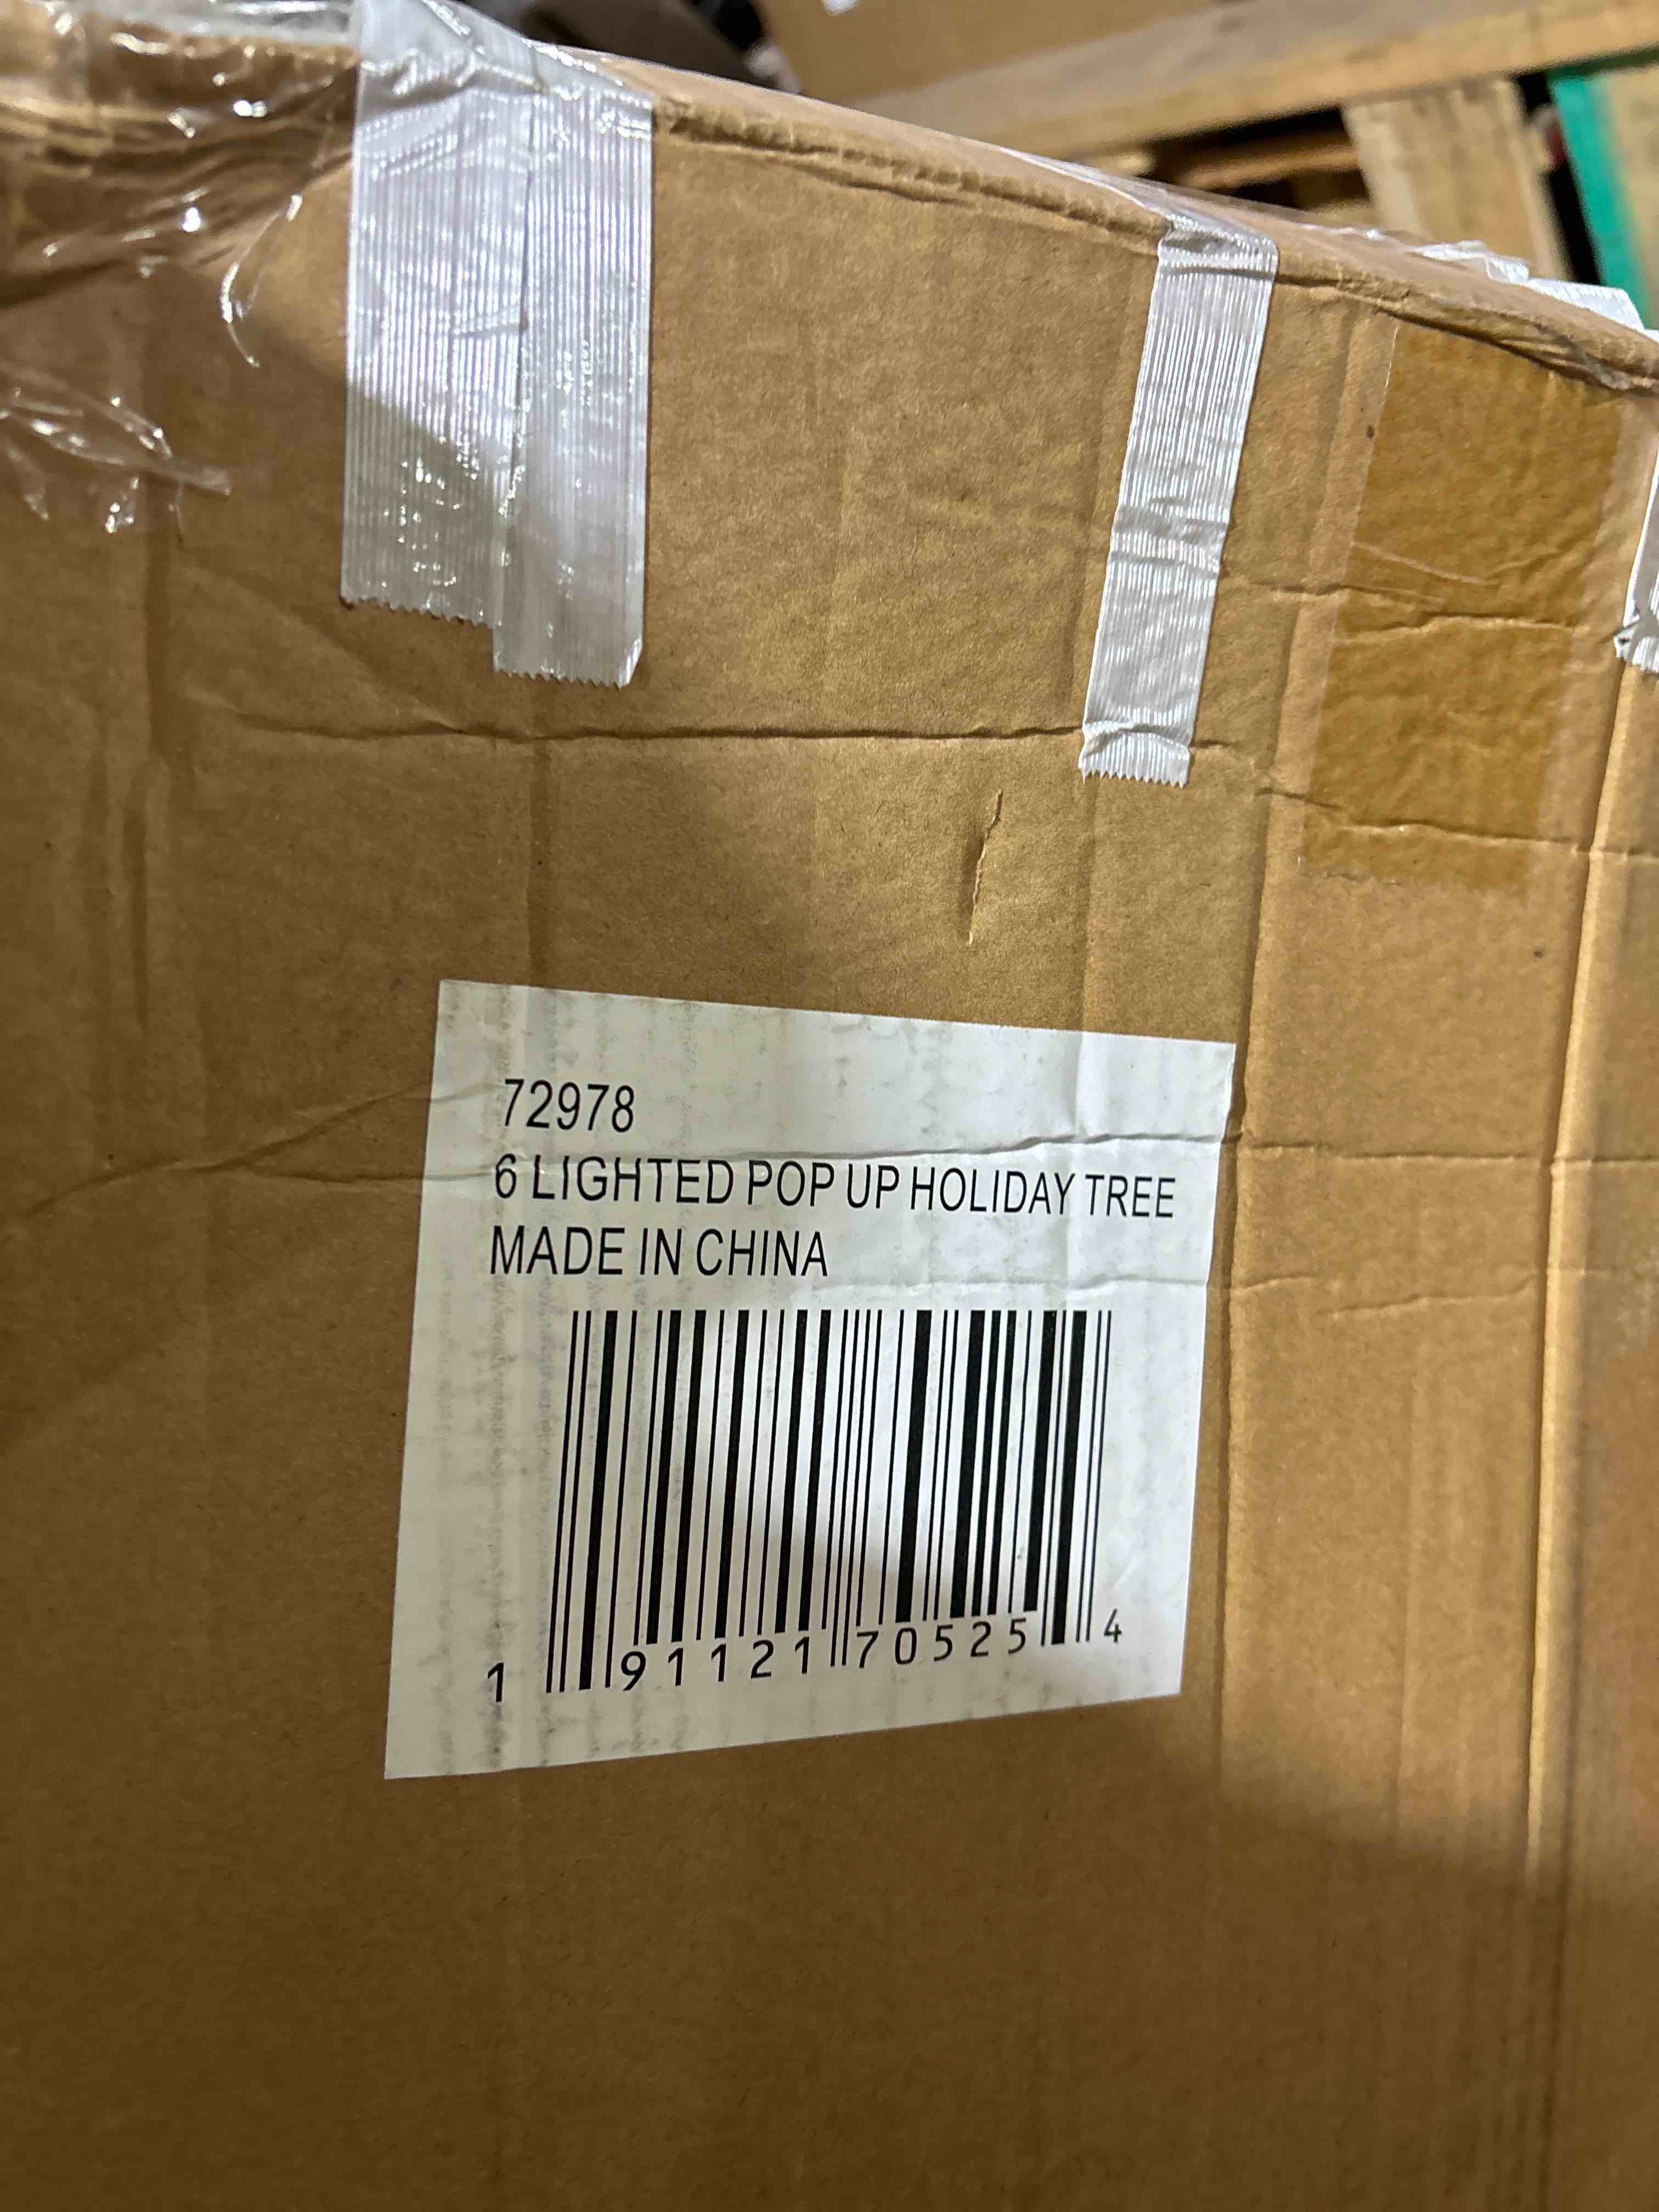 72978
6 LIGHTED POP UP HOLIDAY TREE
MADE IN CHINA
1 91121 70525 4